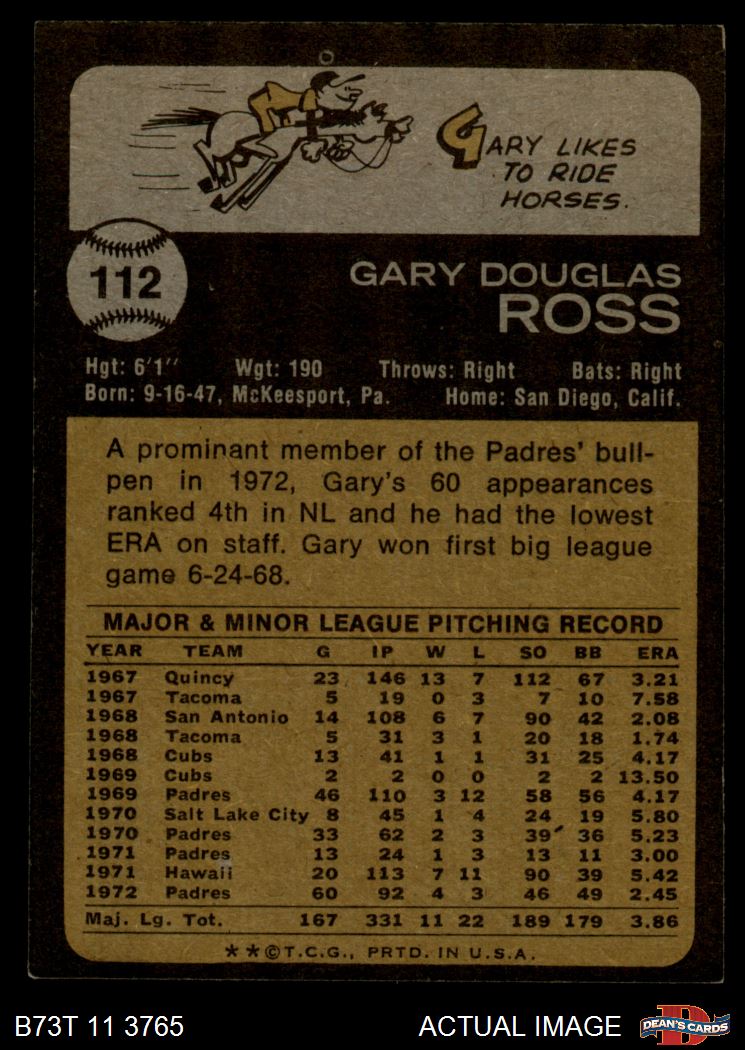 GARY LIKES
TO RIDE
HORSES.
112
GARY DOUGLAS
ROSS
Hgt: 6'1" Wgt: 190 Throws: Right Bats: Right
Born: 9-16-47, McKeesport, Pa. Home: San Diego, Calif.
A prominant member of the Padres' bull-
pen in 1972, Gary's 60 appearances
ranked 4th in NL and he had the lowest
ERA on staff. Gary won first big league
game 6-24-68.
MAJOR & MINOR LEAGUE PITCHING RECORD
YEAR TEAM G IP W L SO BB ERA
1967 Quincy 23 146 13 7 112 67 3.21
1967 Tacoma 5 19 0 3 7 10 7.58
1968 San Antonio 14 108 6 7 90 42 2.08
1968 Tacoma 5 31 3 1 20 18 1.74
1968 Cubs 13 41 1 1 31 25 4.17
1969 Cubs 2 2 0 0 2 2 13.50
1969 Padres 46 110 3 12 58 56 4.17
1970 Salt Lake City 8 45 1 4 24 19 5.80
1970 Padres 33 62 2 3 39 36 5.23
1971 Padres 13 24 1 3 13 11 3.00
1971 Hawaii 20 113 7 11 90 39 5.42
1972 Padres 60 92 4 3 46 49 2.45
Maj. Lg. Tot. 167 331 11 22 189 179 3.86
**©T.C.G., PRTD. IN U.S.A.
B73T 11 3765 ACTUAL IMAGE D DEAN'S CARDS